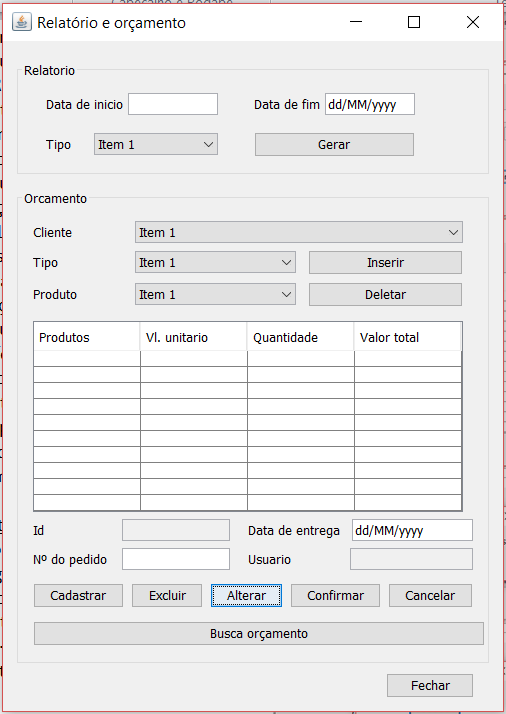 Relatório e orçamento
Relatorio
Data de inicio
Data de fim dd/MM/yyyy
Tipo Item 1 Gerar
Orcamento
Cliente Item 1
Tipo Item 1 Inserir
Produto Item 1 Deletar
Produtos Vl. unitario Quantidade Valor total
Id Data de entrega dd/MM/yyyy
Nº do pedido Usuario
Cadastrar Excluir Alterar Confirmar Cancelar
Busca orçamento
Fechar